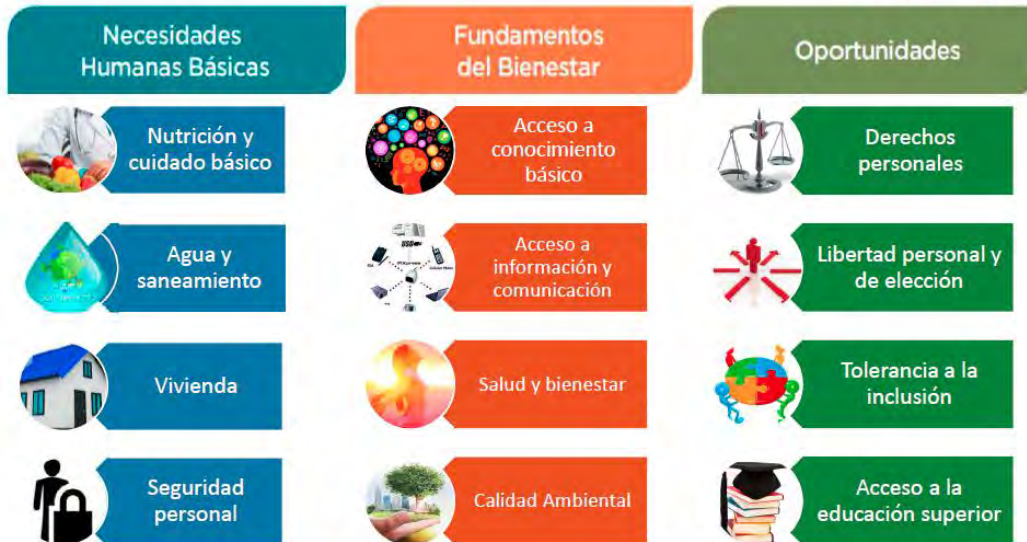 Necesidades
Humanas Básicas
Nutrición y
cuidado básico
Agua y
saneamiento
Vivienda
Seguridad
personal
Fundamentos
del Bienestar
Acceso a
conocimiento
básico
USB
Acceso a
información y
comunicación
Salud y bienestar
Calidad Ambiental
Oportunidades
Derechos
personales
Libertad personal y
de elección
Tolerancia a la
inclusión
Acceso a la
educación superior